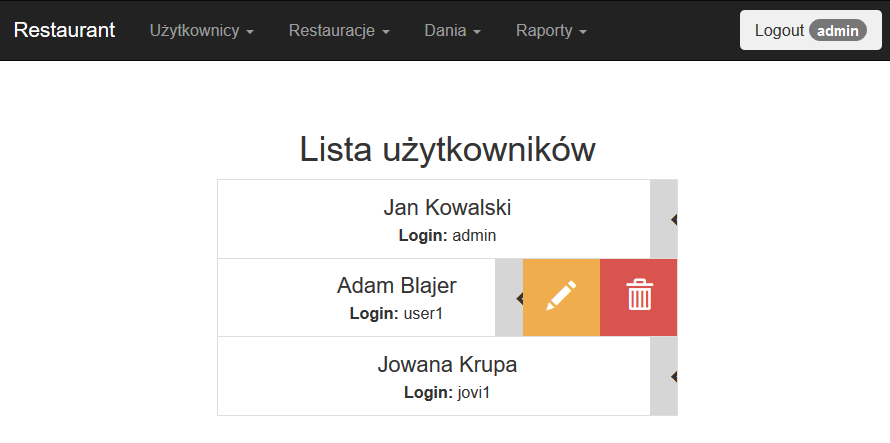 Restaurant Użytkownicy Restauracje Dania Raporty Logout admin
Lista użytkowników
Jan Kowalski
Login: admin
Adam Blajer
Login: user1
Jowana Krupa
Login: jovi1